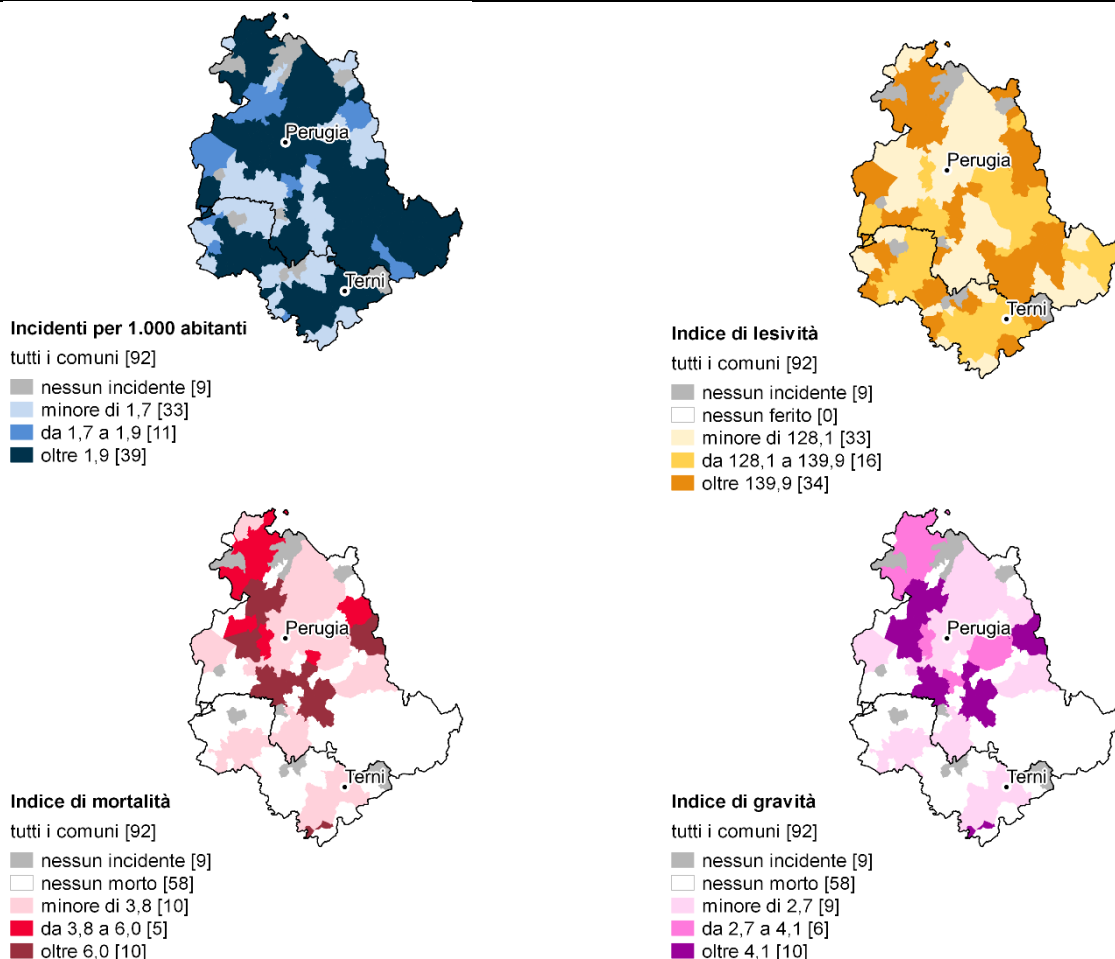 Perugia
Terni
Incidenti per 1.000 abitanti
tutti i comuni [92]
nessun incidente [9]
minore di 1,7 [33]
da 1,7 a 1,9 [11]
oltre 1,9 [39]
Perugia
Terni
Indice di lesività
tutti i comuni [92]
nessun incidente [9]
nessun ferito [0]
minore di 128,1 [33]
da 128,1 a 139,9 [16]
oltre 139,9 [34]
Perugia
Terni
Indice di mortalità
tutti i comuni [92]
nessun incidente [9]
nessun morto [58]
minore di 3,8 [10]
da 3,8 a 6,0 [5]
oltre 6,0 [10]
Perugia
Terni
Indice di gravità
tutti i comuni [92]
nessun incidente [9]
nessun morto [58]
minore di 2,7 [9]
da 2,7 a 4,1 [6]
oltre 4,1 [10]